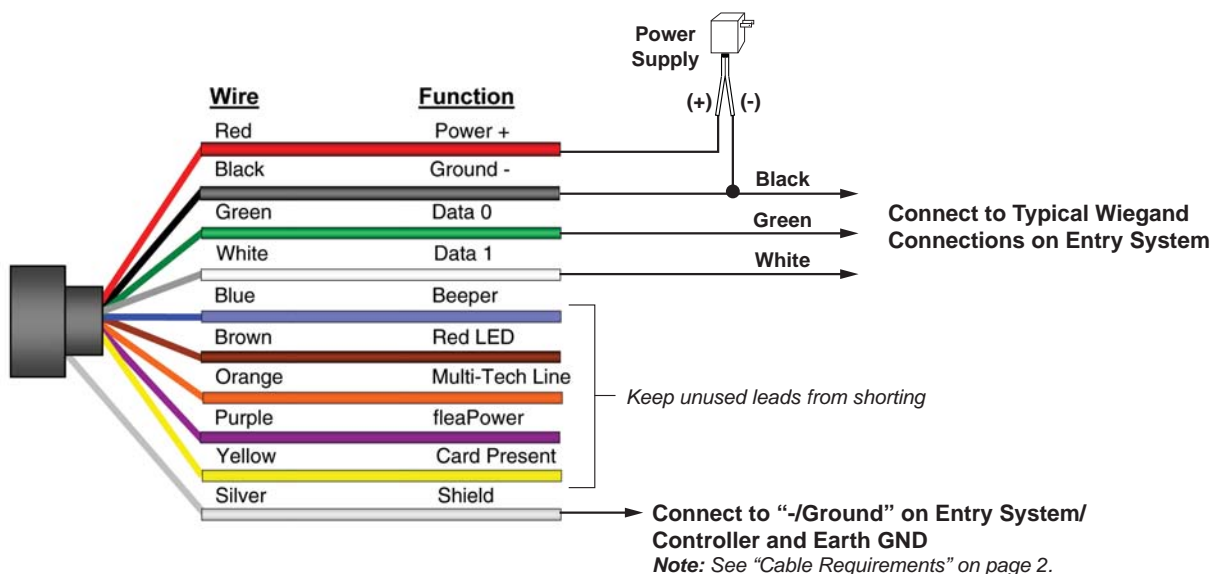 Power
Supply
(+) (-)
Wire Function
Red Power +
Black Ground -
Black
Green Data 0
Green
White Data 1
White
Connect to Typical Wiegand
Connections on Entry System
Blue Beeper
Brown Red LED
Orange Multi-Tech Line
Keep unused leads from shorting
Purple fleaPower
Yellow Card Present
Silver Shield
Connect to “-/Ground” on Entry System/
Controller and Earth GND
Note: See “Cable Requirements” on page 2.